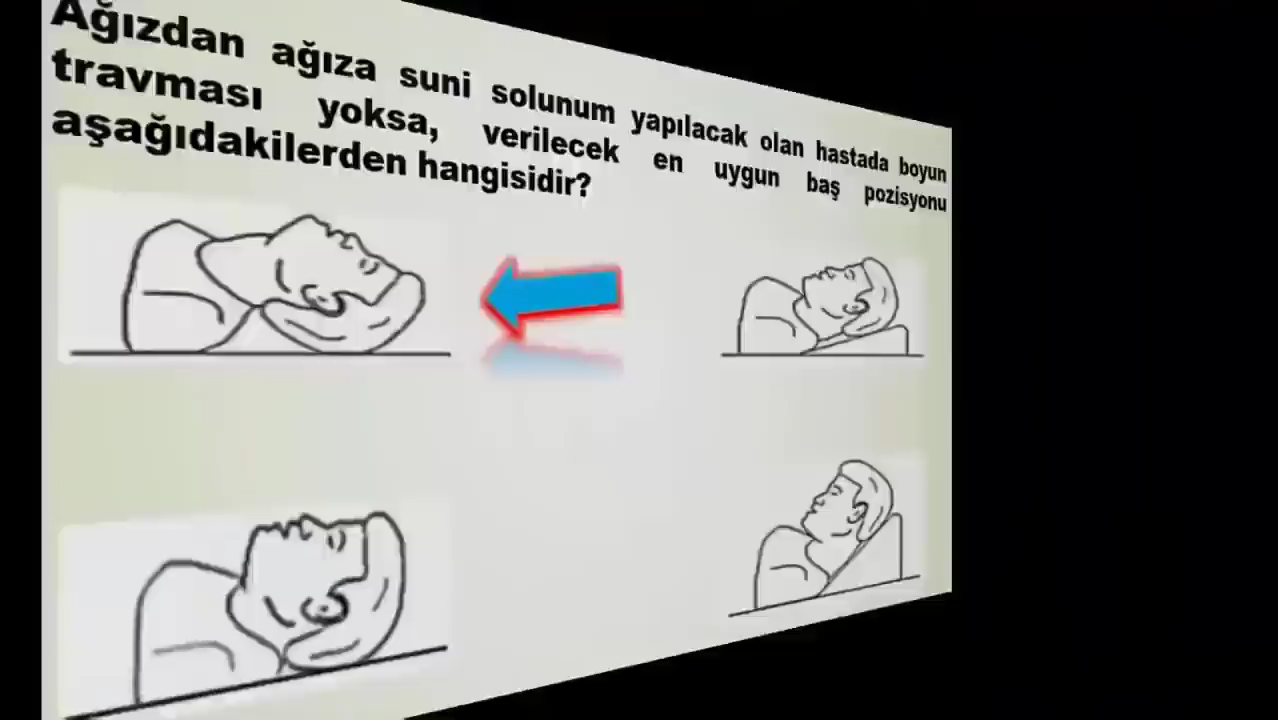 Ağızdan ağıza suni solunum yapılacak olan hastada boyun
travması yoksa, verilecek en uygun baş pozisyonu
aşağıdakilerden hangisidir?